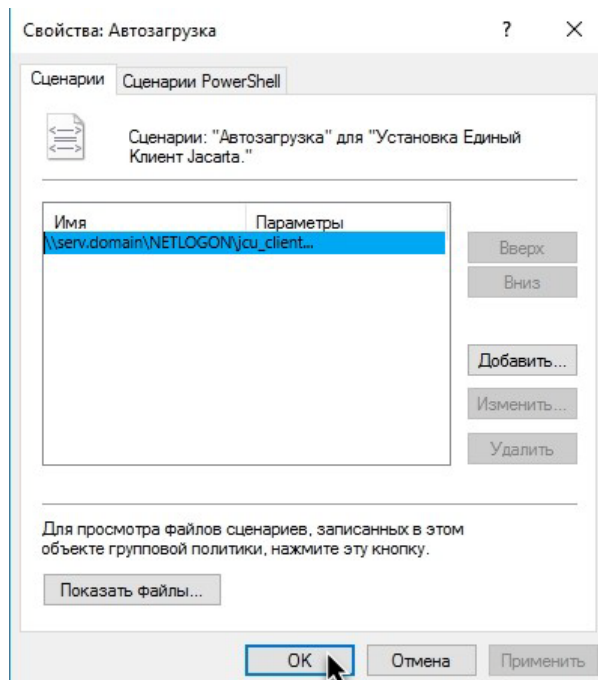 Свойства: Автозагрузка
?
Сценарии Сценарии PowerShell
Сценарии: "Автозагрузка" для "Установка Единый
Клиент Jacarta."
Имя Параметры
\\serv.domain\NETLOGON\jcu_client...
Вверх
Вниз
Добавить...
Изменить...
Удалить
Для просмотра файлов сценариев, записанных в этом
объекте групповой политики, нажмите эту кнопку.
Показать файлы...
OK Отмена Применить